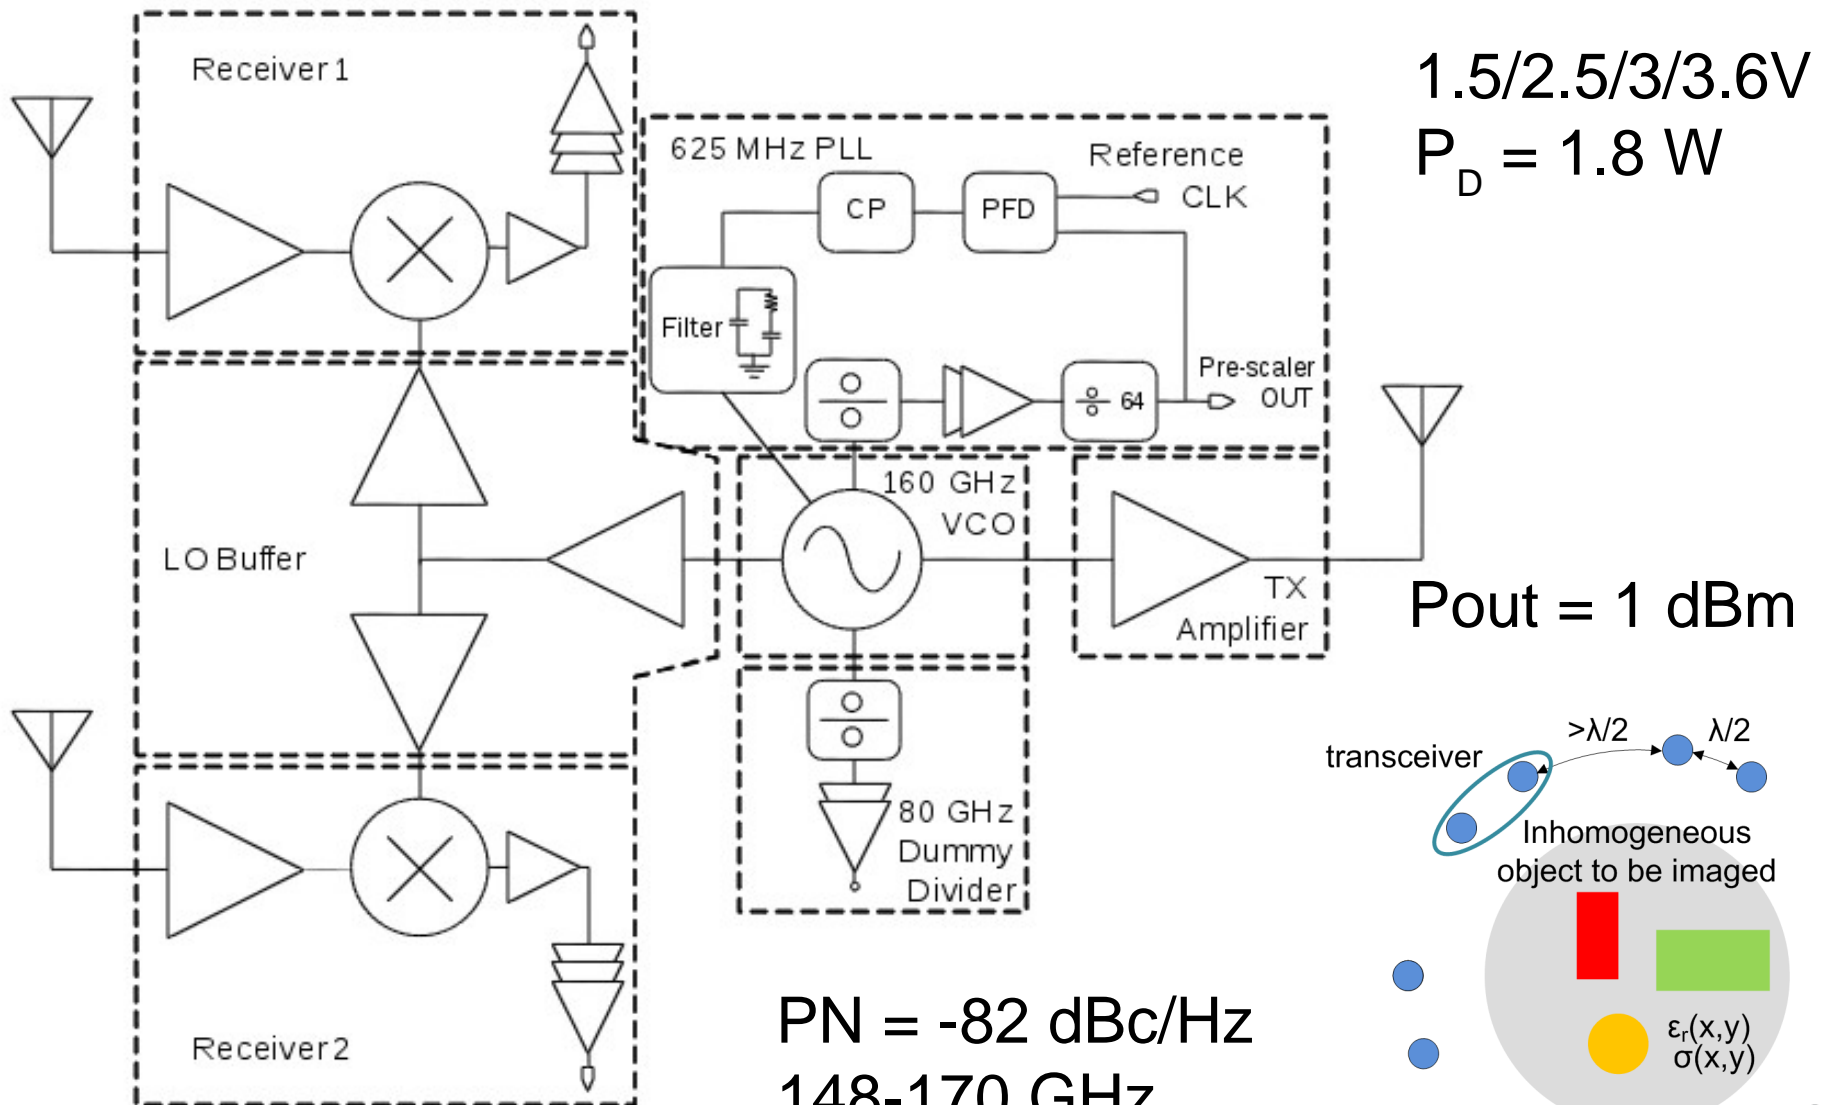 Receiver 1
625 MHz PLL
Reference
CLK
CP
PFD
Filter
÷ 64
Pre-scaler
OUT
1.5/2.5/3/3.6V
P_D = 1.8 W
LO Buffer
160 GHz
VCO
TX
Amplifier
Pout = 1 dBm
80 GHz
Dummy
Divider
transceiver
>λ/2
λ/2
Inhomogeneous
object to be imaged
ε_r(x,y)
σ(x,y)
Receiver 2
PN = -82 dBc/Hz
148-170 GHz